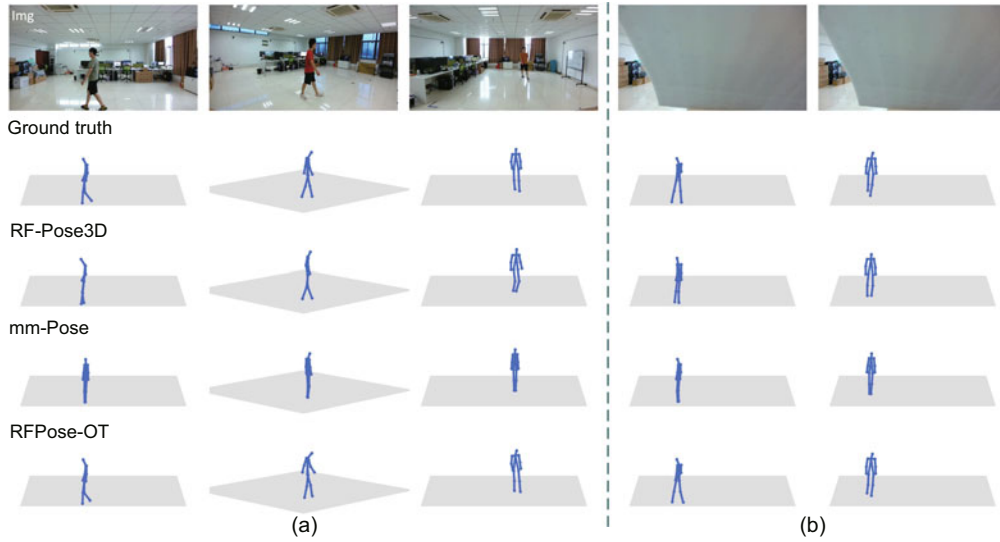 Img
Ground truth
RF-Pose3D
mm-Pose
RFPose-OT
(a)
(b)